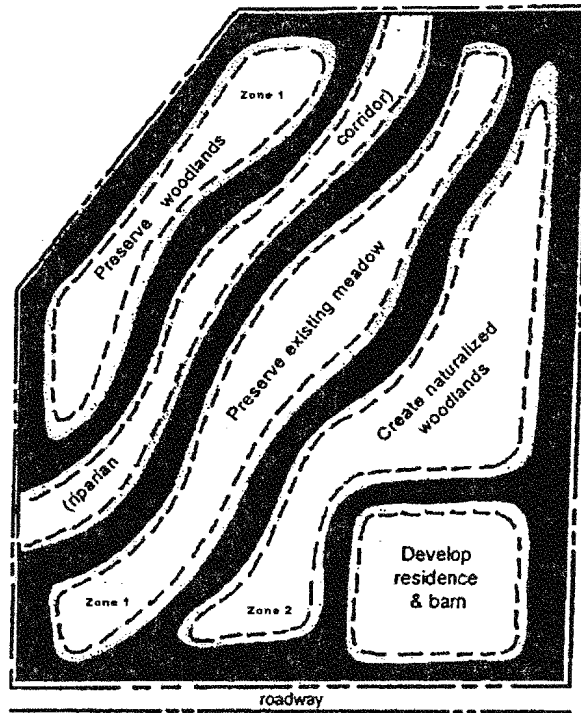 Zone 1
Preserve woodlands
(riparian
corridor)
Preserve existing meadow
Zone 1
Create naturalized
woodlands
Zone 2
Develop
residence
& barn
roadway